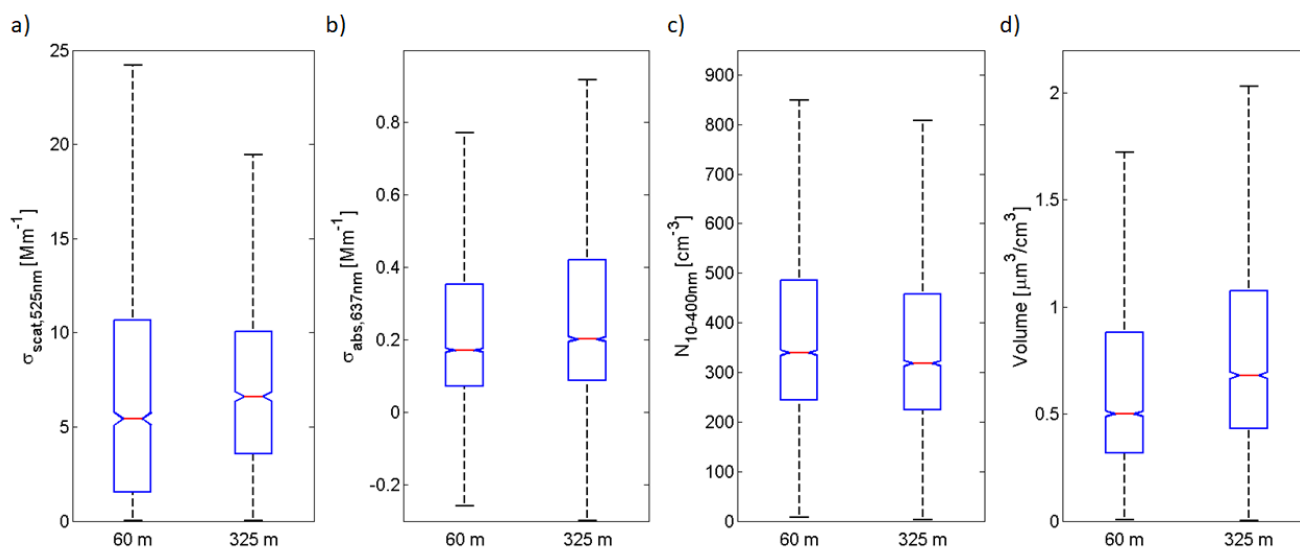 a)
σscat,525nm [Mm-1]
25
20
15
10
5
0
60 m 325 m
b)
σabs,637nm [Mm-1]
0.8
0.6
0.4
0.2
0
-0.2
60 m 325 m
c)
N10-400nm [cm-3]
900
800
700
600
500
400
300
200
100
0
60 m 325 m
d)
Volume [μm3/cm3]
2
1.5
1
0.5
0
60 m 325 m